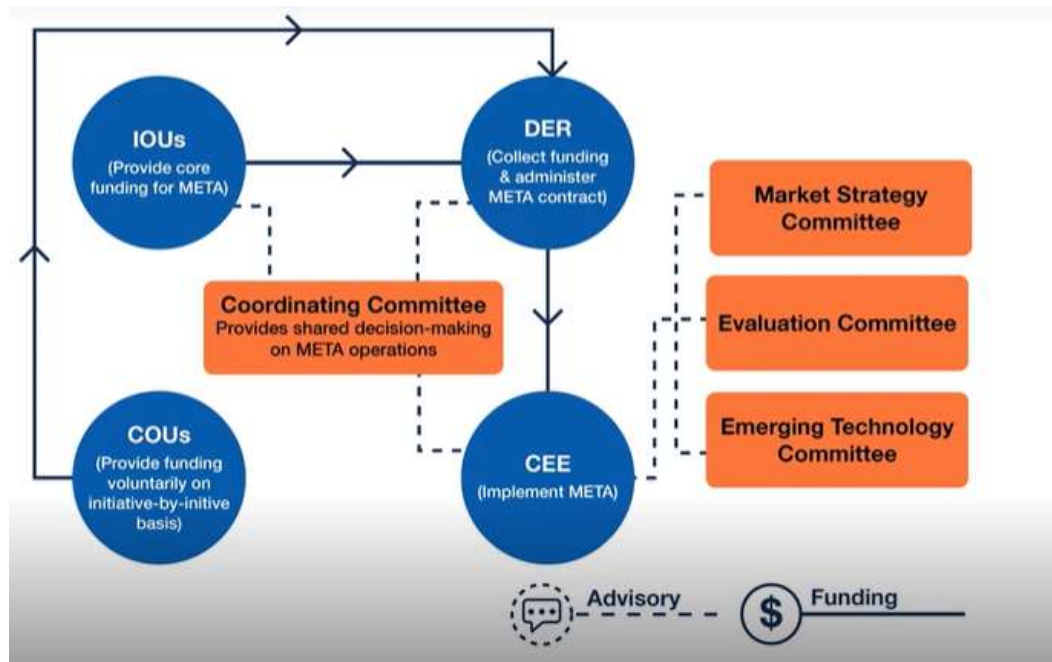 IOUs
(Provide core
funding for META)
DER
(Collect funding
& administer
META contract)
Market Strategy
Committee
Coordinating Committee
Provides shared decision-making
on META operations
Evaluation Committee
COUs
(Provide funding
voluntarily on
initiative-by-initive
basis)
CEE
(Implement META)
Emerging Technology
Committee
Advisory
$
Funding